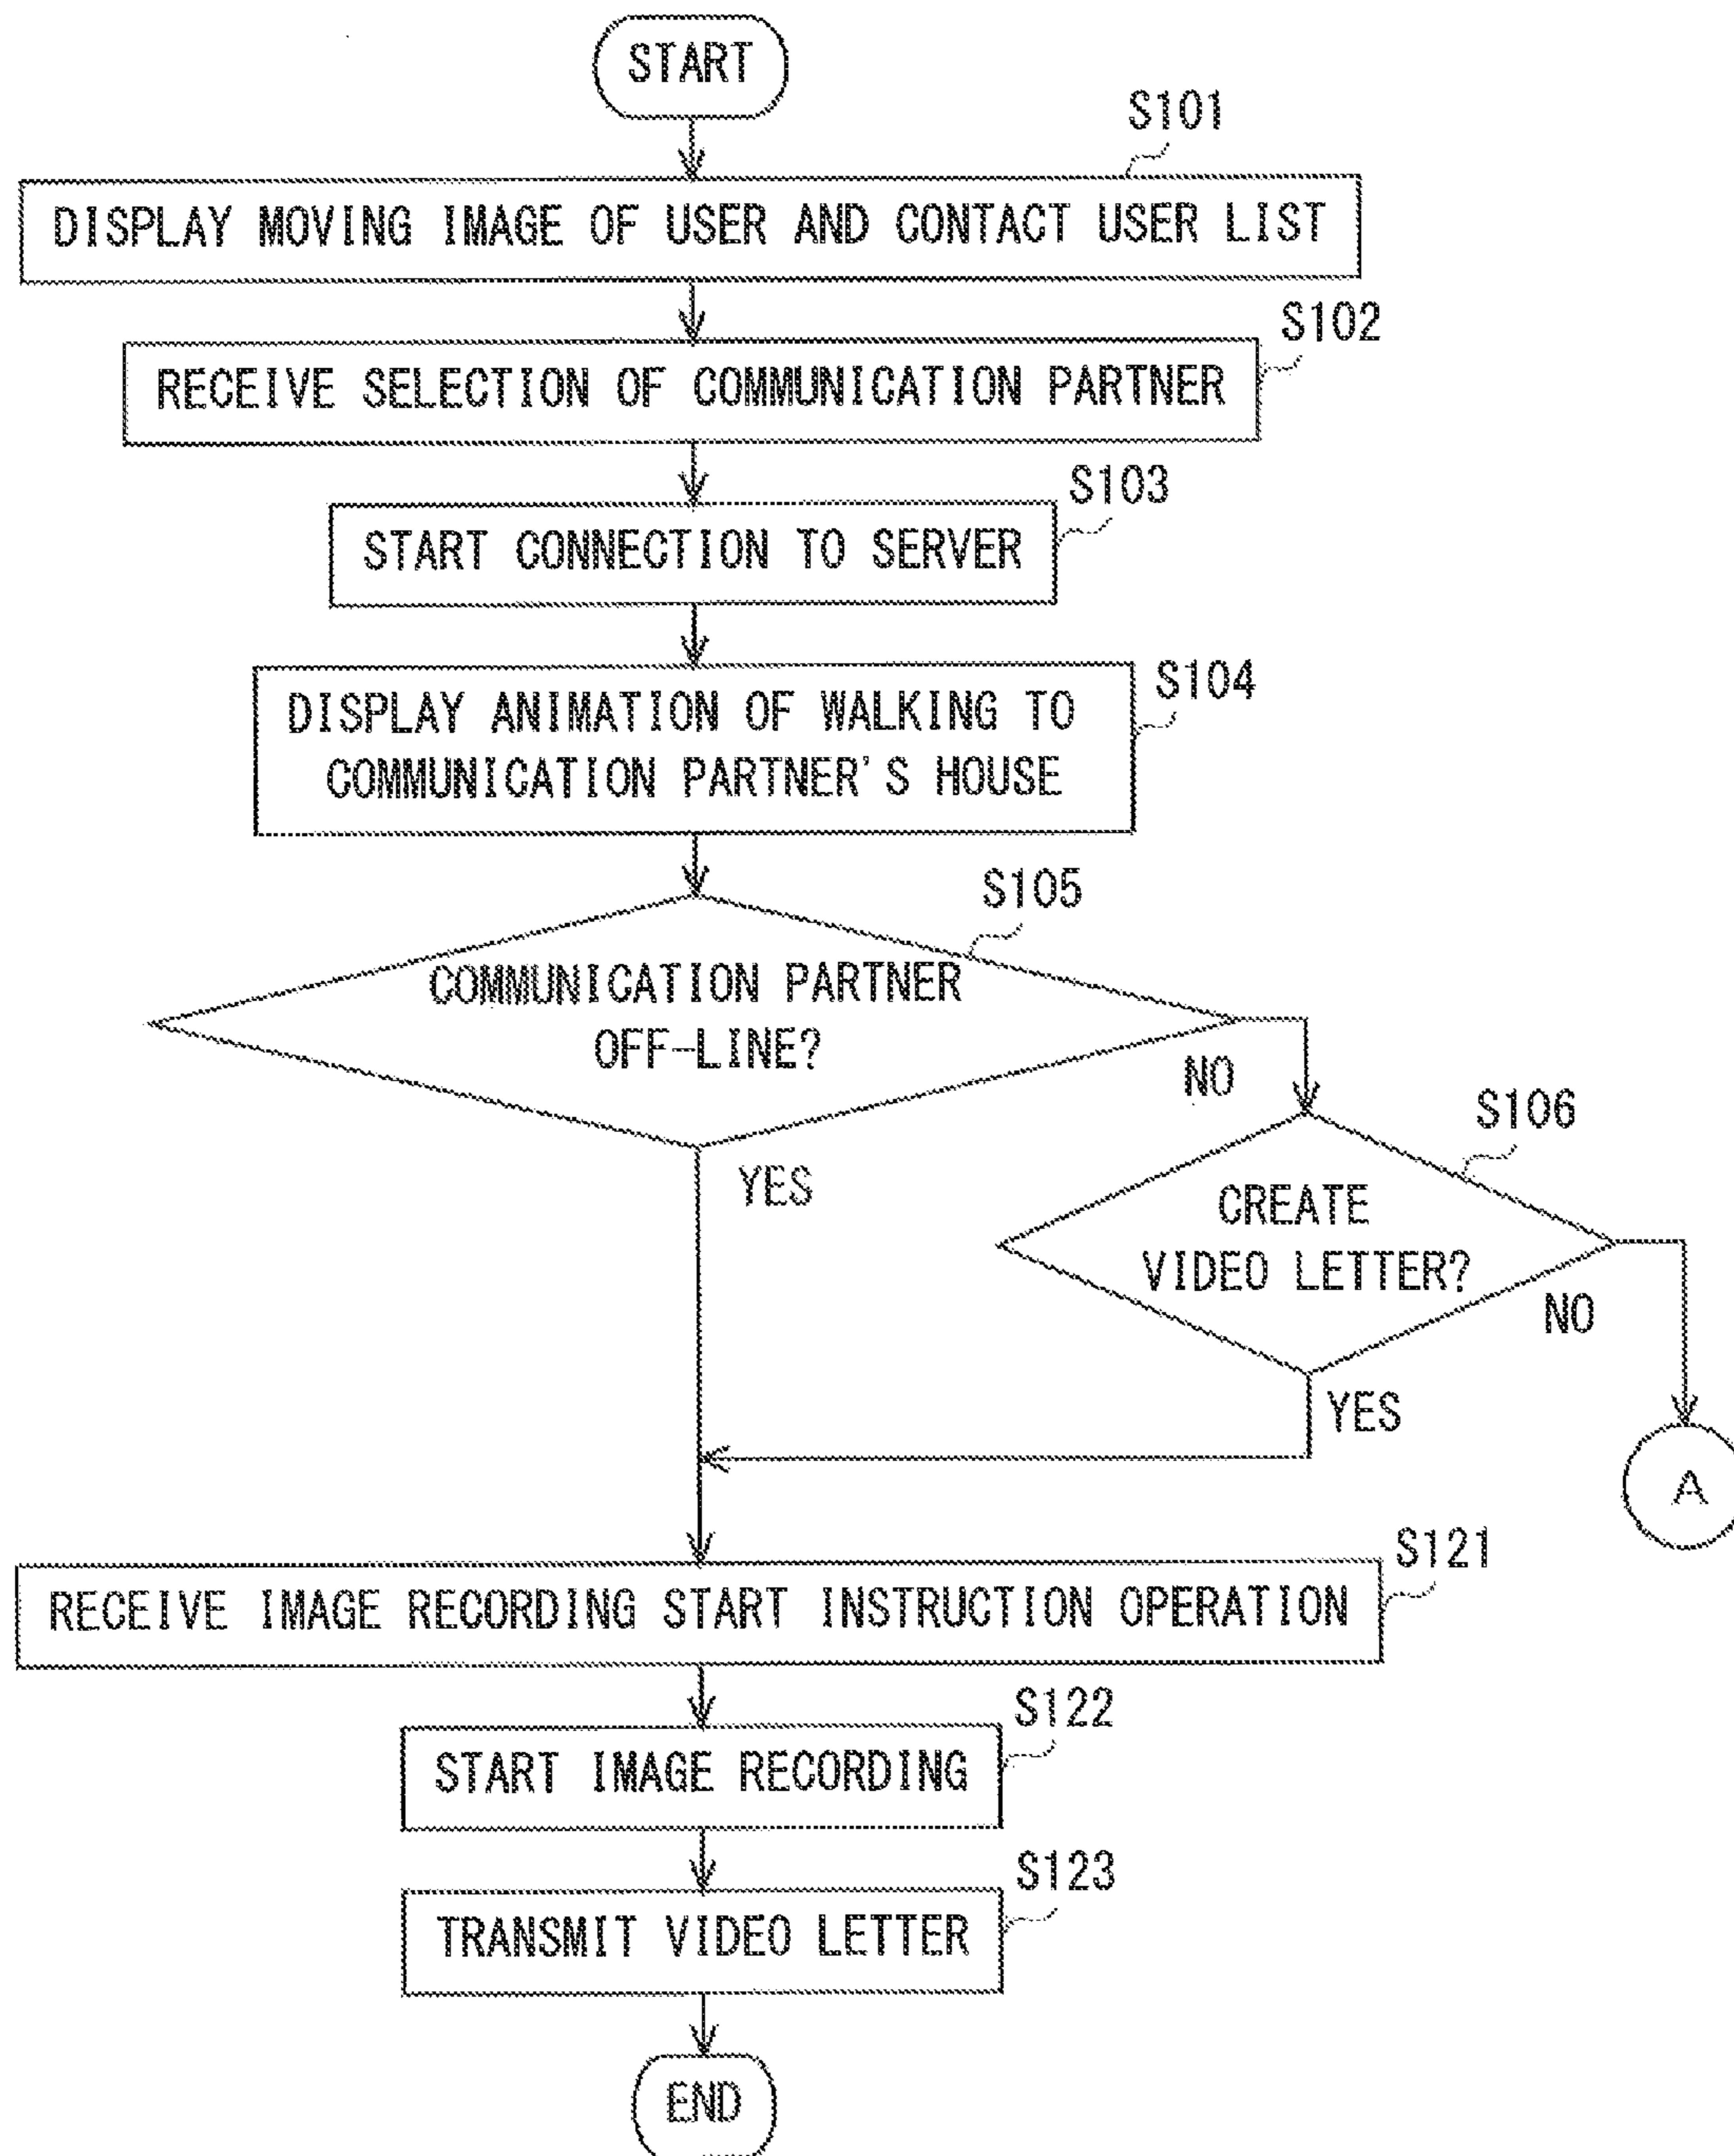 START
S101
DISPLAY MOVING IMAGE OF USER AND CONTACT USER LIST
S102
RECEIVE SELECTION OF COMMUNICATION PARTNER
S103
START CONNECTION TO SERVER
S104
DISPLAY ANIMATION OF WALKING TO
COMMUNICATION PARTNER'S HOUSE
S105
COMMUNICATION PARTNER
OFF-LINE?
NO
YES
S106
CREATE
VIDEO LETTER?
NO
YES
A
S121
RECEIVE IMAGE RECORDING START INSTRUCTION OPERATION
S122
START IMAGE RECORDING
S123
TRANSMIT VIDEO LETTER
END